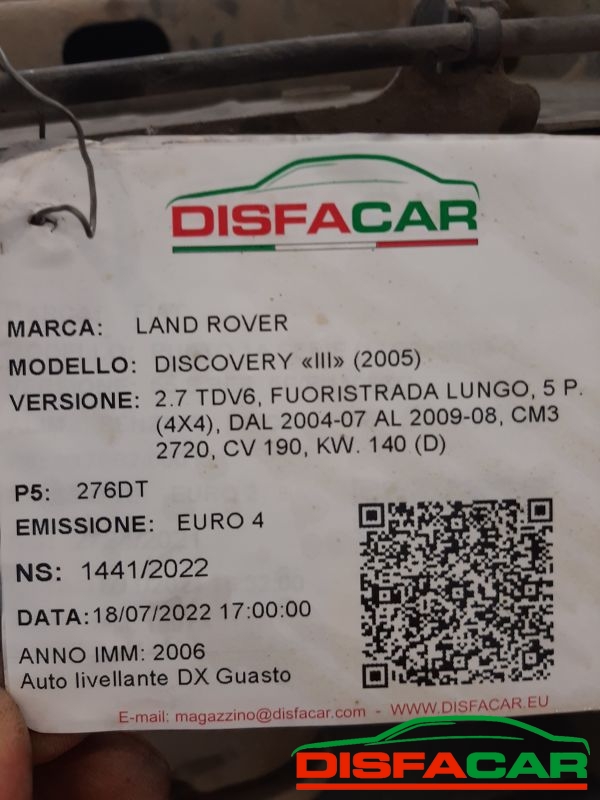 DISFACAR
MARCA: LAND ROVER
MODELLO: DISCOVERY «III» (2005)
VERSIONE: 2.7 TDV6, FUORISTRADA LUNGO, 5 P.
(4X4), DAL 2004-07 AL 2009-08, CM3
2720, CV 190, KW. 140 (D)
P5: 276DT
EMISSIONE: EURO 4
NS: 1441/2022
DATA:18/07/2022 17:00:00
ANNO IMM: 2006
Auto livellante DX Guasto
E-mail: magazzino@disfacar.com - WWW.DISFACAR.EU
DISFACAR